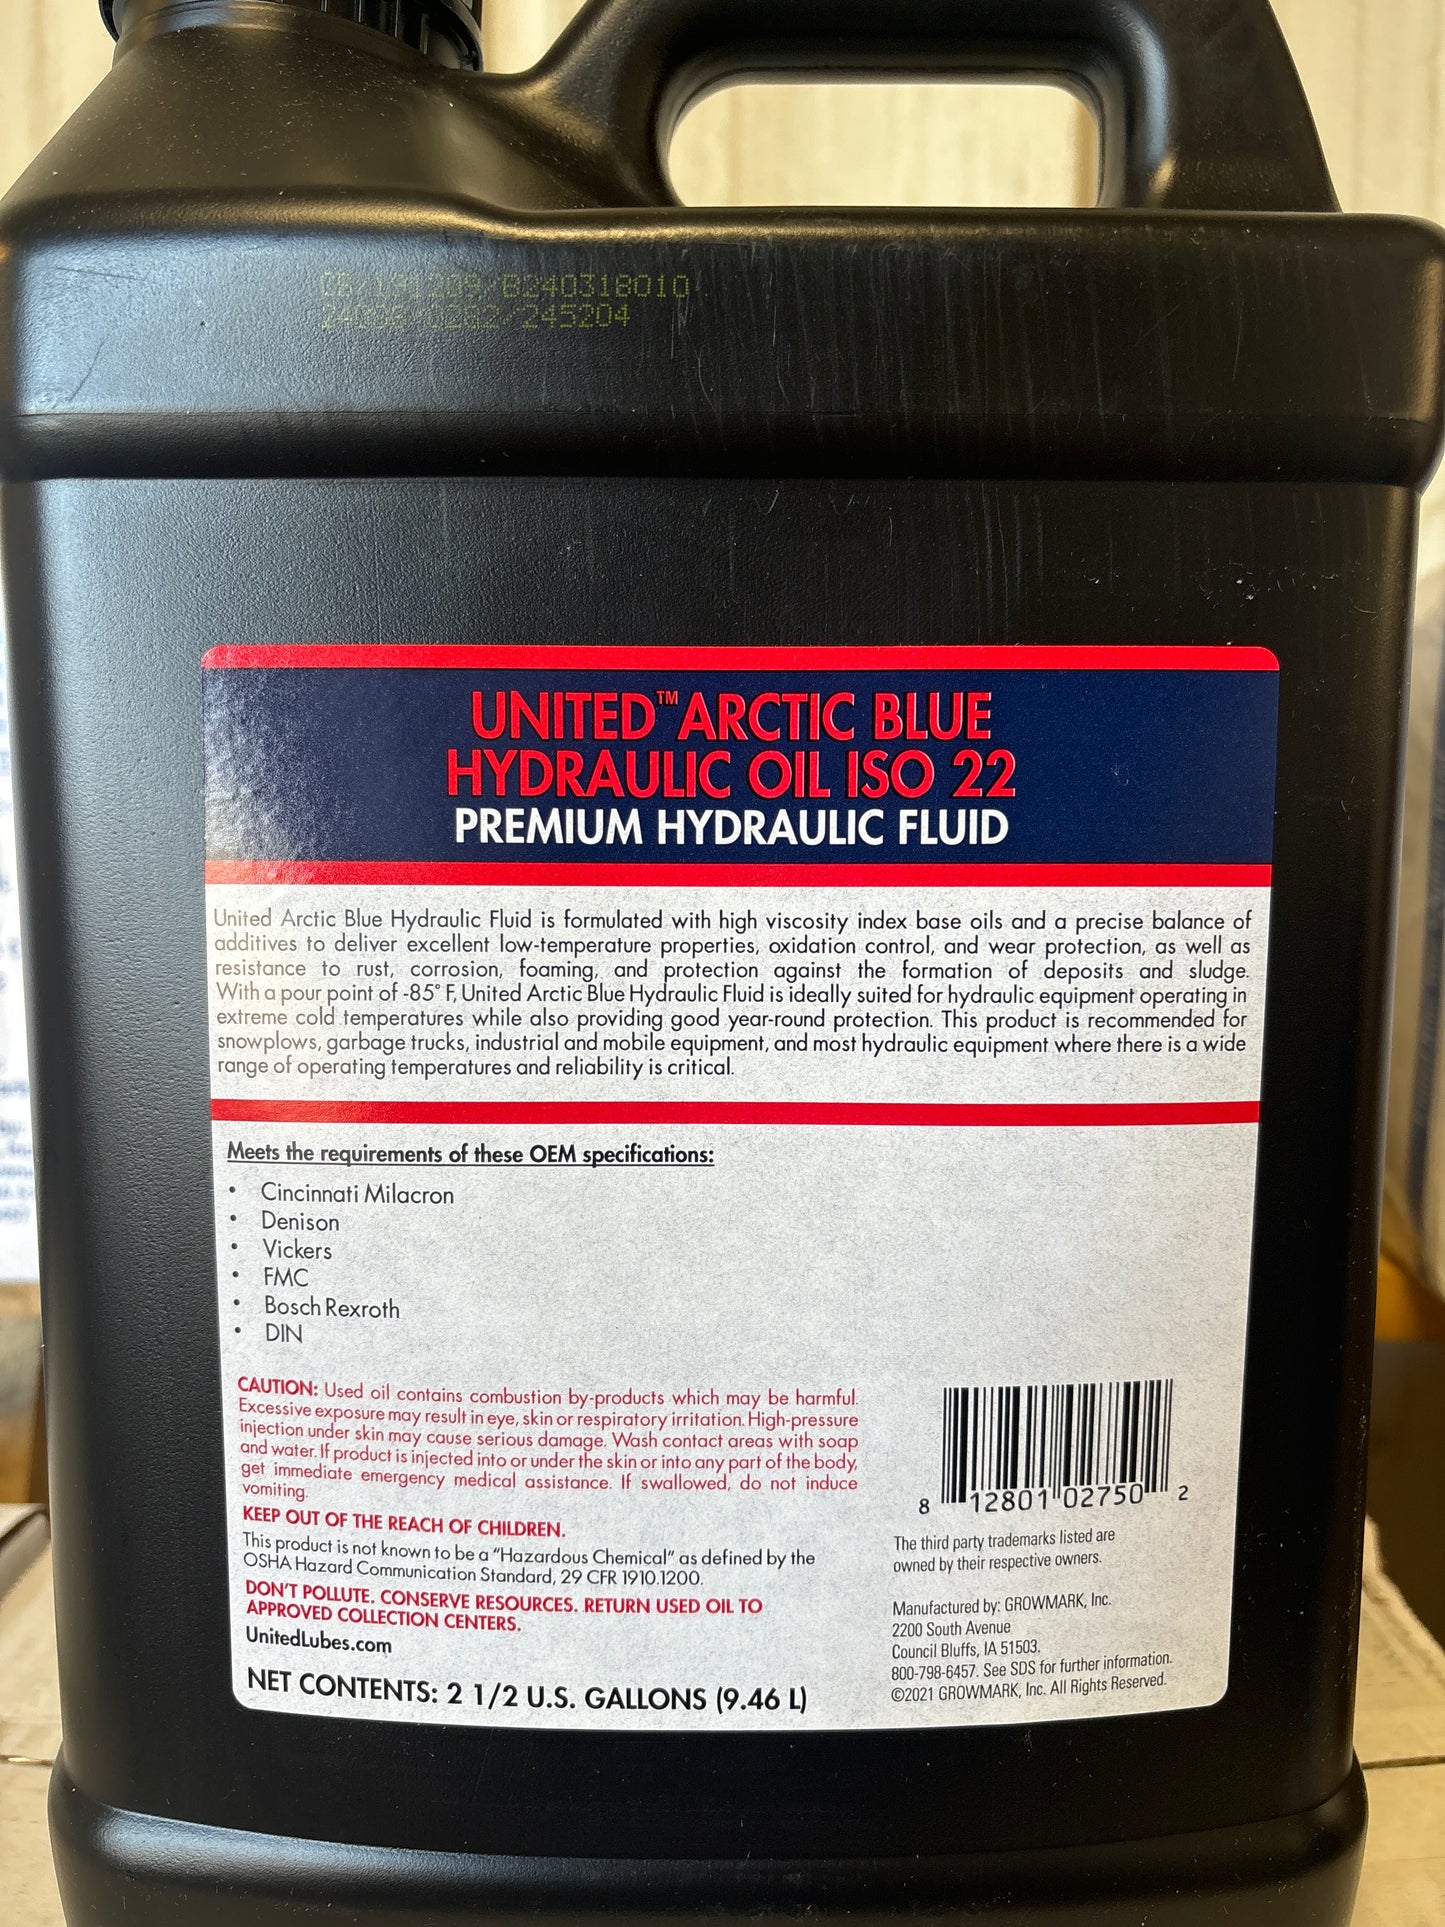 B240318010
/245204
UNITED™ ARCTIC BLUE
HYDRAULIC OIL ISO 22
PREMIUM HYDRAULIC FLUID
United Arctic Blue Hydraulic Fluid is formulated with high viscosity index base oils and a precise balance of
additives to deliver excellent low-temperature properties, oxidation control, and wear protection, as well as
resistance to rust, corrosion, foaming, and protection against the formation of deposits and sludge.
With a pour point of -85° F, United Arctic Blue Hydraulic Fluid is ideally suited for hydraulic equipment operating in
extreme cold temperatures while also providing good year-round protection. This product is recommended for
snowplows, garbage trucks, industrial and mobile equipment, and most hydraulic equipment where there is a wide
range of operating temperatures and reliability is critical.
Meets the requirements of these OEM specifications:
• Cincinnati Milacron
• Denison
• Vickers
• FMC
• Bosch Rexroth
• DIN
CAUTION: Used oil contains combustion by-products which may be harmful.
Excessive exposure may result in eye, skin or respiratory irritation. High-pressure
injection under skin may cause serious damage. Wash contact areas with soap
and water. If product is injected into or under the skin or into any part of the body,
get immediate emergency medical assistance. If swallowed, do not induce
vomiting.
KEEP OUT OF THE REACH OF CHILDREN.
This product is not known to be a "Hazardous Chemical" as defined by the
OSHA Hazard Communication Standard, 29 CFR 1910.1200.
DON'T POLLUTE. CONSERVE RESOURCES. RETURN USED OIL TO
APPROVED COLLECTION CENTERS.
UnitedLubes.com
NET CONTENTS: 2 1/2 U.S. GALLONS (9.46 L)
8 12801 02750 2
The third party trademarks listed are
owned by their respective owners.
Manufactured by: GROWMARK, Inc.
2200 South Avenue
Council Bluffs, IA 51503.
800-798-6457. See SDS for further information.
©2021 GROWMARK, Inc. All Rights Reserved.